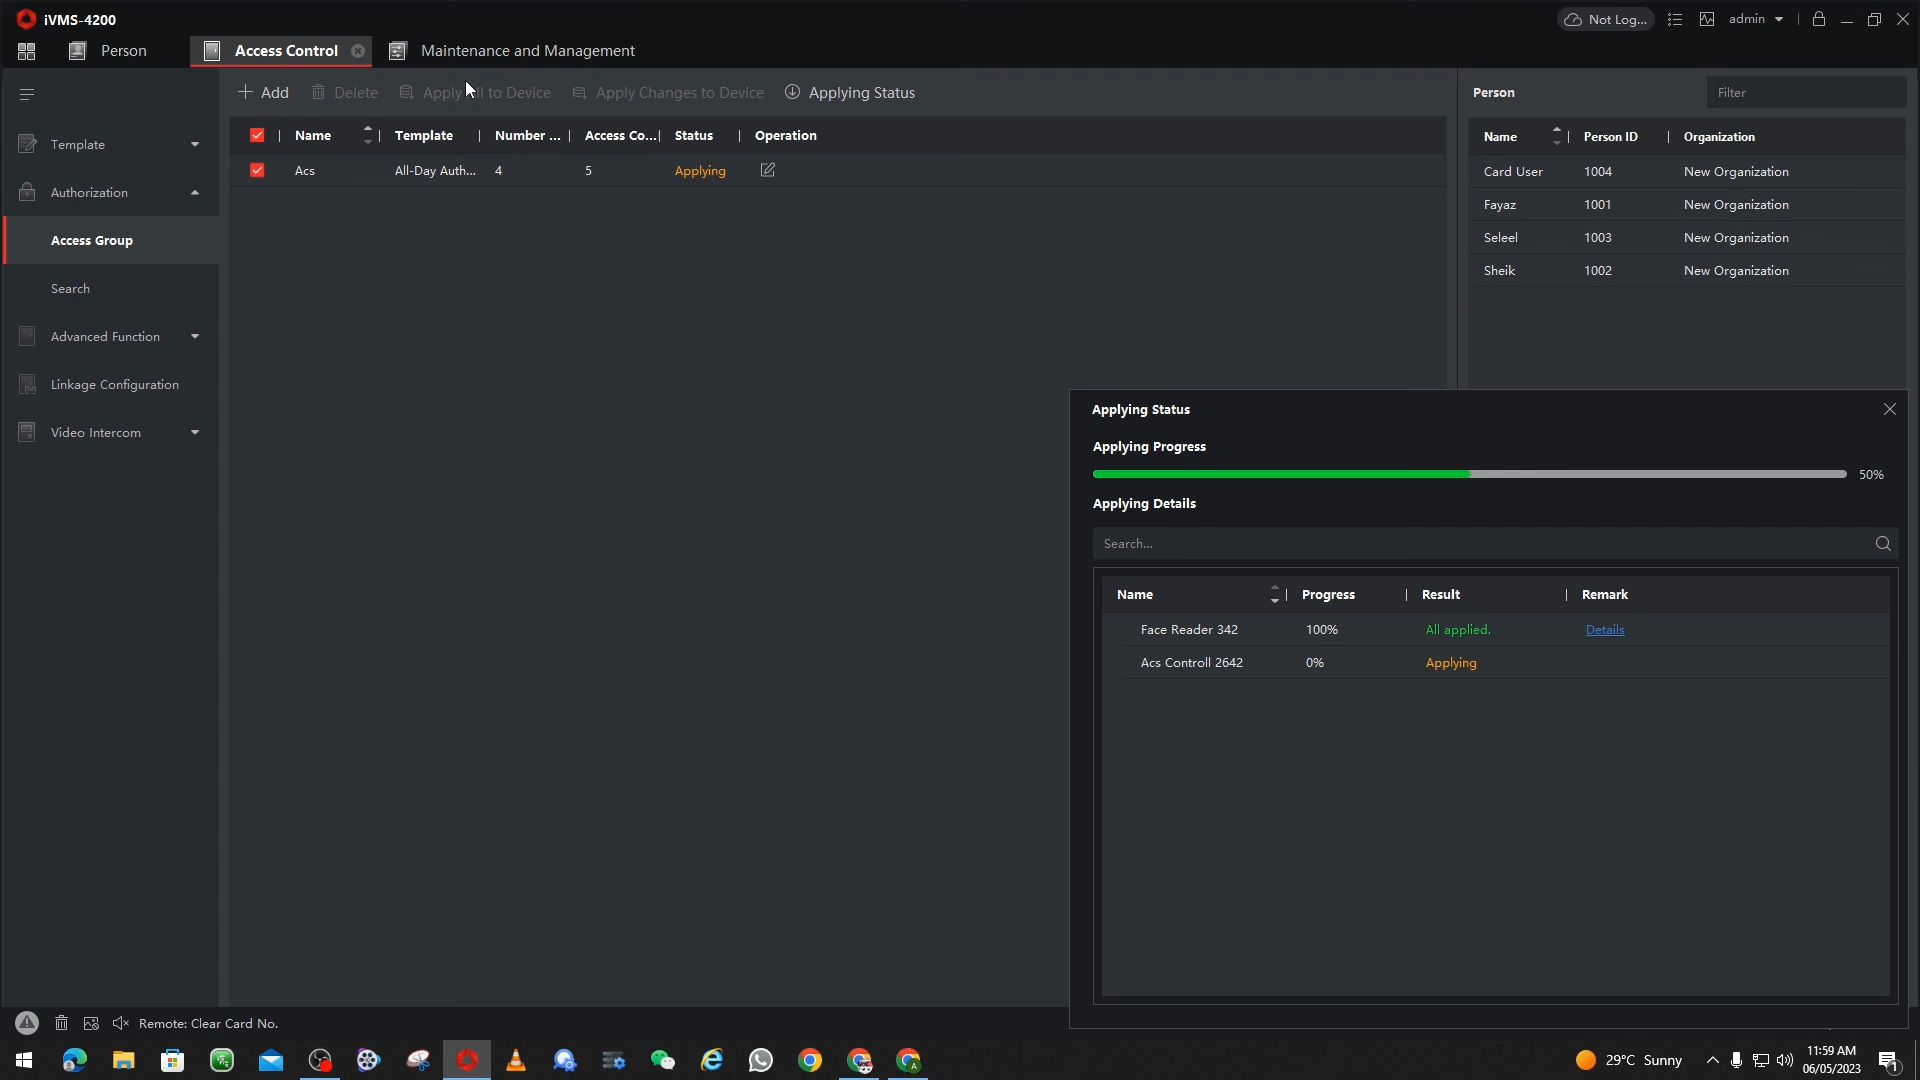 iVMS-4200
Not Log...
admin
Person
Access Control
Maintenance and Management
Add
Delete
Apply All to Device
Apply Changes to Device
Applying Status
Person
Filter
Template
Authorization
Access Group
Search
Advanced Function
Linkage Configuration
Video Intercom
Name Template Number ... Access Co... Status Operation
Acs All-Day Auth... 4 5 Applying
Name Person ID Organization
Card User 1004 New Organization
Fayaz 1001 New Organization
Seleel 1003 New Organization
Sheik 1002 New Organization
Applying Status
Applying Progress
50%
Applying Details
Search...
Name Progress Result Remark
Face Reader 342 100% All applied. Details
Acs Controll 2642 0% Applying
Remote: Clear Card No.
29°C Sunny
11:59 AM
06/05/2023
1